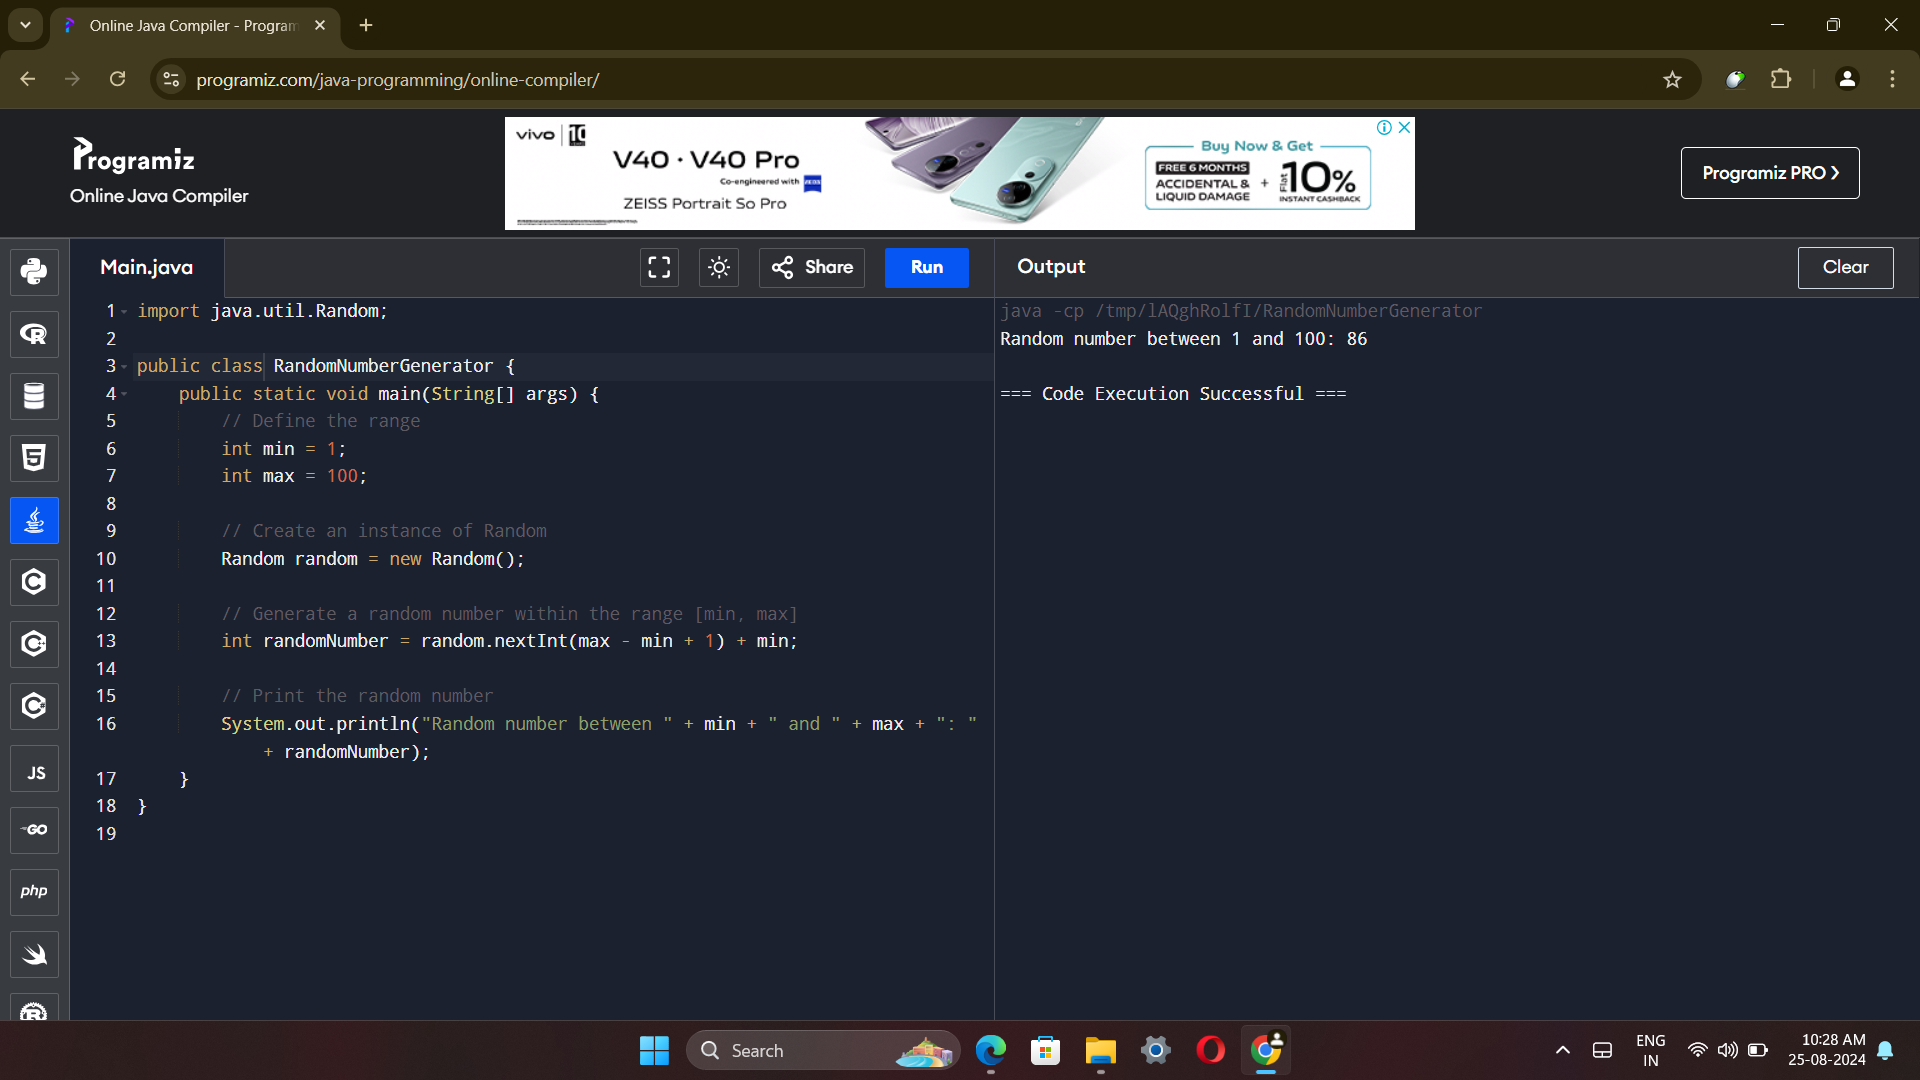 Online Java Compiler - Program
programiz.com/java-programming/online-compiler/
Programiz
Online Java Compiler
vivo
V40 · V40 Pro
Co-engineered with ZEISS
ZEISS Portrait So Pro
Buy Now & Get
FREE 6 MONTHS
ACCIDENTAL &
LIQUID DAMAGE
+
Flat 10%
INSTANT CASHBACK
Programiz PRO
Main.java
Share
Run
Output
Clear
1 import java.util.Random;
2
3 public class RandomNumberGenerator {
4 public static void main(String[] args) {
5 // Define the range
6 int min = 1;
7 int max = 100;
8
9 // Create an instance of Random
10 Random random = new Random();
11
12 // Generate a random number within the range [min, max]
13 int randomNumber = random.nextInt(max - min + 1) + min;
14
15 // Print the random number
16 System.out.println("Random number between " + min + " and " + max + ": "
+ randomNumber);
17 }
18 }
19
java -cp /tmp/lAQghRolfI/RandomNumberGenerator
Random number between 1 and 100: 86
=== Code Execution Successful ===
JS
GO
php
Search
ENG
IN
10:28 AM
25-08-2024